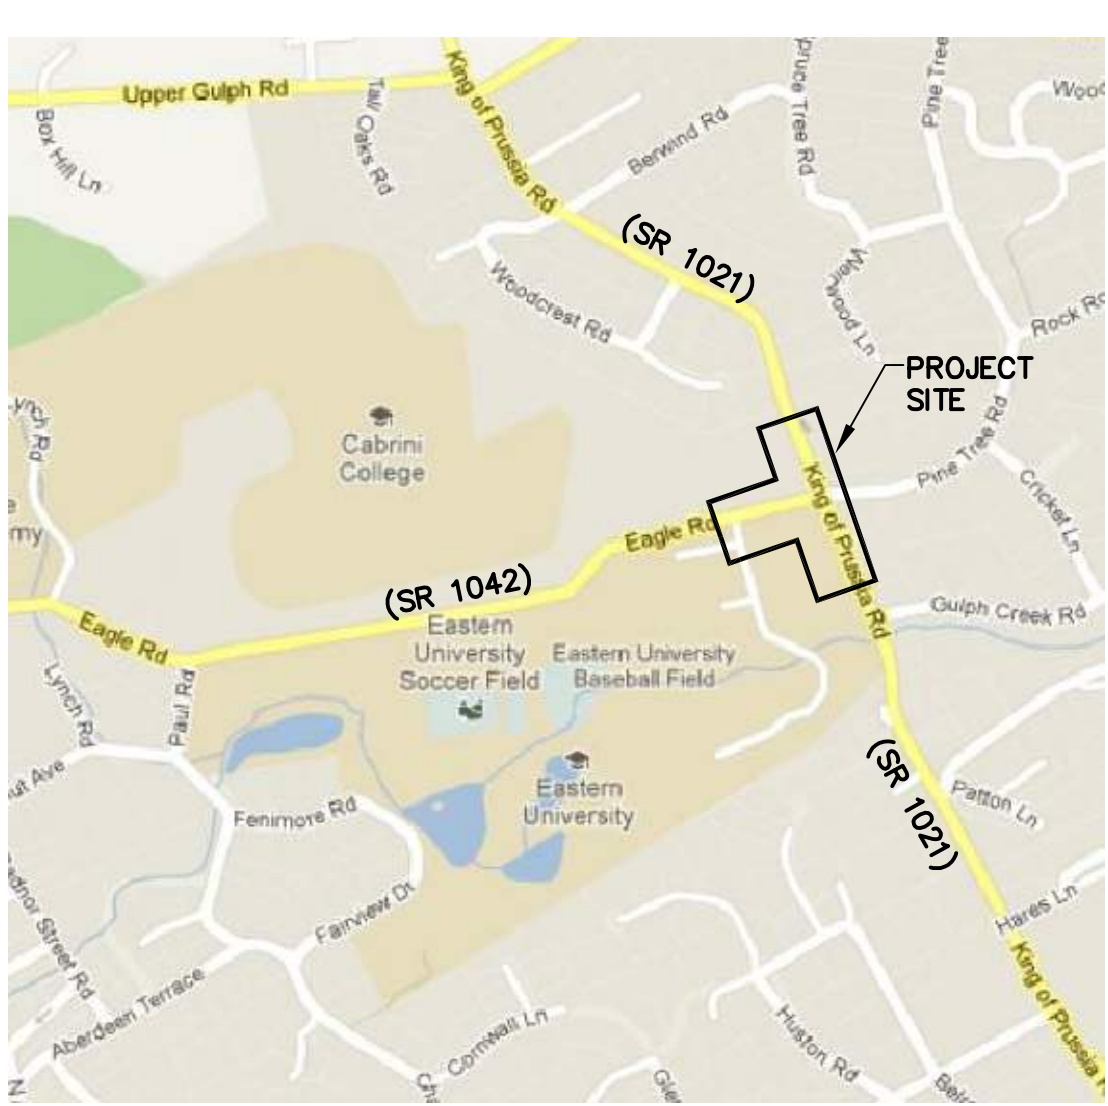 Upper Gulph Rd
Box Hill Ln
Tall Oaks Rd
King of Prussia Rd
Berwind Rd
Pine Tree
(SR 1021)
Woodcrest Rd
Werwood Ln
Rock
PROJECT
SITE
Lynch Rd
Cabrini
College
King of Prussia Rd
Pine Tree Rd
Cricket Ln
Eagle Rd
(SR 1042)
Gulph Creek Rd
Eagle Rd
Eastern
University
Soccer Field
Eastern University
Baseball Field
Lynch Rd
Paul Rd
(SR 1021)
Eastern
University
Patton Ln
Fenimore Rd
Fairview Dr
Hares Ln
Street Rd
Aberdeen Terrace
King of Prussia
Cornwall Ln
Huston Rd